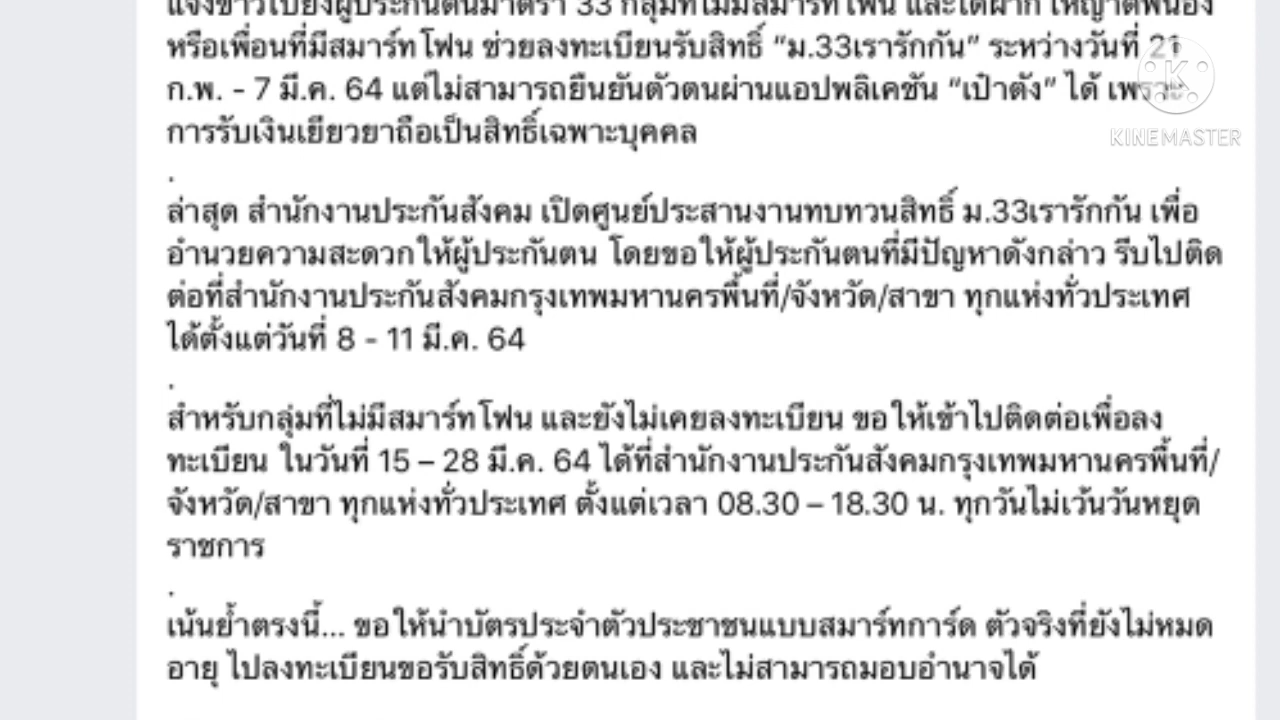 แจ้งข่าวไปยังผู้ประกันตนมาตรา 33 กลุ่มที่ไม่มีสมาร์ทโฟน และได้ฝากให้ญาติพี่น้อง
หรือเพื่อนที่มีสมาร์ทโฟน ช่วยลงทะเบียนรับสิทธิ์ “ม.33เรารักกัน” ระหว่างวันที่ 21
ก.พ. - 7 มี.ค. 64 แต่ไม่สามารถยืนยันตัวตนผ่านแอปพลิเคชัน “เป๋าตัง” ได้ เพราะ
การรับเงินเยียวยาถือเป็นสิทธิ์เฉพาะบุคคล
.
ล่าสุด สำนักงานประกันสังคม เปิดศูนย์ประสานงานทบทวนสิทธิ์ ม.33เรารักกัน เพื่อ
อำนวยความสะดวกให้ผู้ประกันตน โดยขอให้ผู้ประกันตนที่มีปัญหาดังกล่าว รีบไปติด
ต่อที่สำนักงานประกันสังคมกรุงเทพมหานครพื้นที่/จังหวัด/สาขา ทุกแห่งทั่วประเทศ
ได้ตั้งแต่วันที่ 8 - 11 มี.ค. 64
.
สำหรับกลุ่มที่ไม่มีสมาร์ทโฟน และยังไม่เคยลงทะเบียน ขอให้เข้าไปติดต่อเพื่อลง
ทะเบียน ในวันที่ 15 – 28 มี.ค. 64 ได้ที่สำนักงานประกันสังคมกรุงเทพมหานครพื้นที่/
จังหวัด/สาขา ทุกแห่งทั่วประเทศ ตั้งแต่เวลา 08.30 – 18.30 น. ทุกวันไม่เว้นวันหยุด
ราชการ
.
เน้นย้ำตรงนี้... ขอให้นำบัตรประจำตัวประชาชนแบบสมาร์ทการ์ด ตัวจริงที่ยังไม่หมด
อายุ ไปลงทะเบียนขอรับสิทธิ์ด้วยตนเอง และไม่สามารถมอบอำนาจได้
K
KINEMASTER